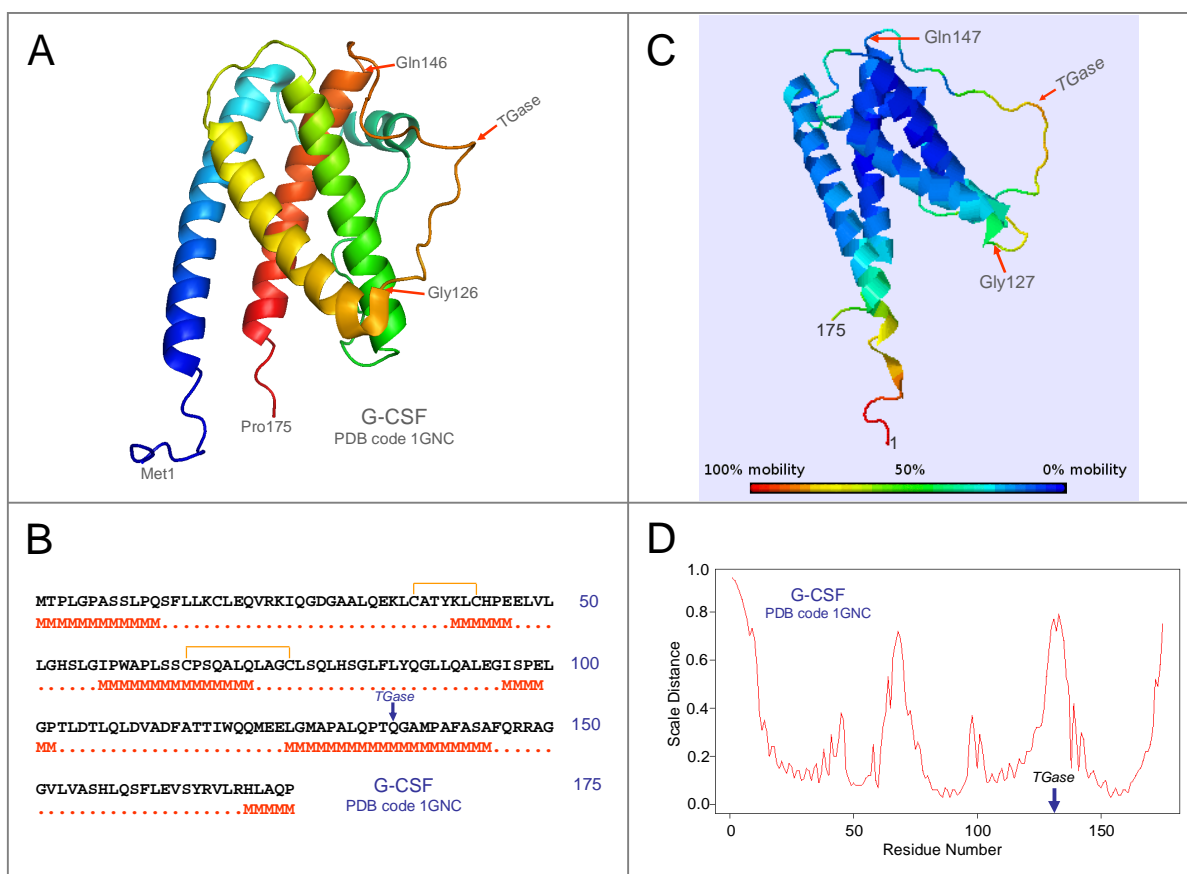 A
Gln146
TGase
Gly126
Pro175
Met1
G-CSF
PDB code 1GNC
C
Gln147
TGase
Gly127
175
1
100% mobility 50% 0% mobility
B
MTPLGPASSLPQSFLLKCLEQVRKIQGDGAALQEKLCATYKLCHPEELVL 50
MMMMMMMMMMMM............................MMMMMM....
LGHSLGIPWAPLSSCPSQALQLAGCLSQLHSGLFLYQGLLQALEGISPEL 100
......MMMMMMMMMMMMMMM........................MMMM.
TGase
GPTLDTLQLDVADFATTIWQQMEELGMAPALQPTQGAMPAFASAFQRRAG 150
MM......................MMMMMMMMMMMMMMMMMMMM......
GVLVASHLQSFLEVSYRVLRHLAQP 175
....................MMMMM
G-CSF
PDB code 1GNC
D
G-CSF
PDB code 1GNC
Scale Distance
1.0
0.8
0.6
0.4
0.2
0.0
TGase
0 50 100 150
Residue Number